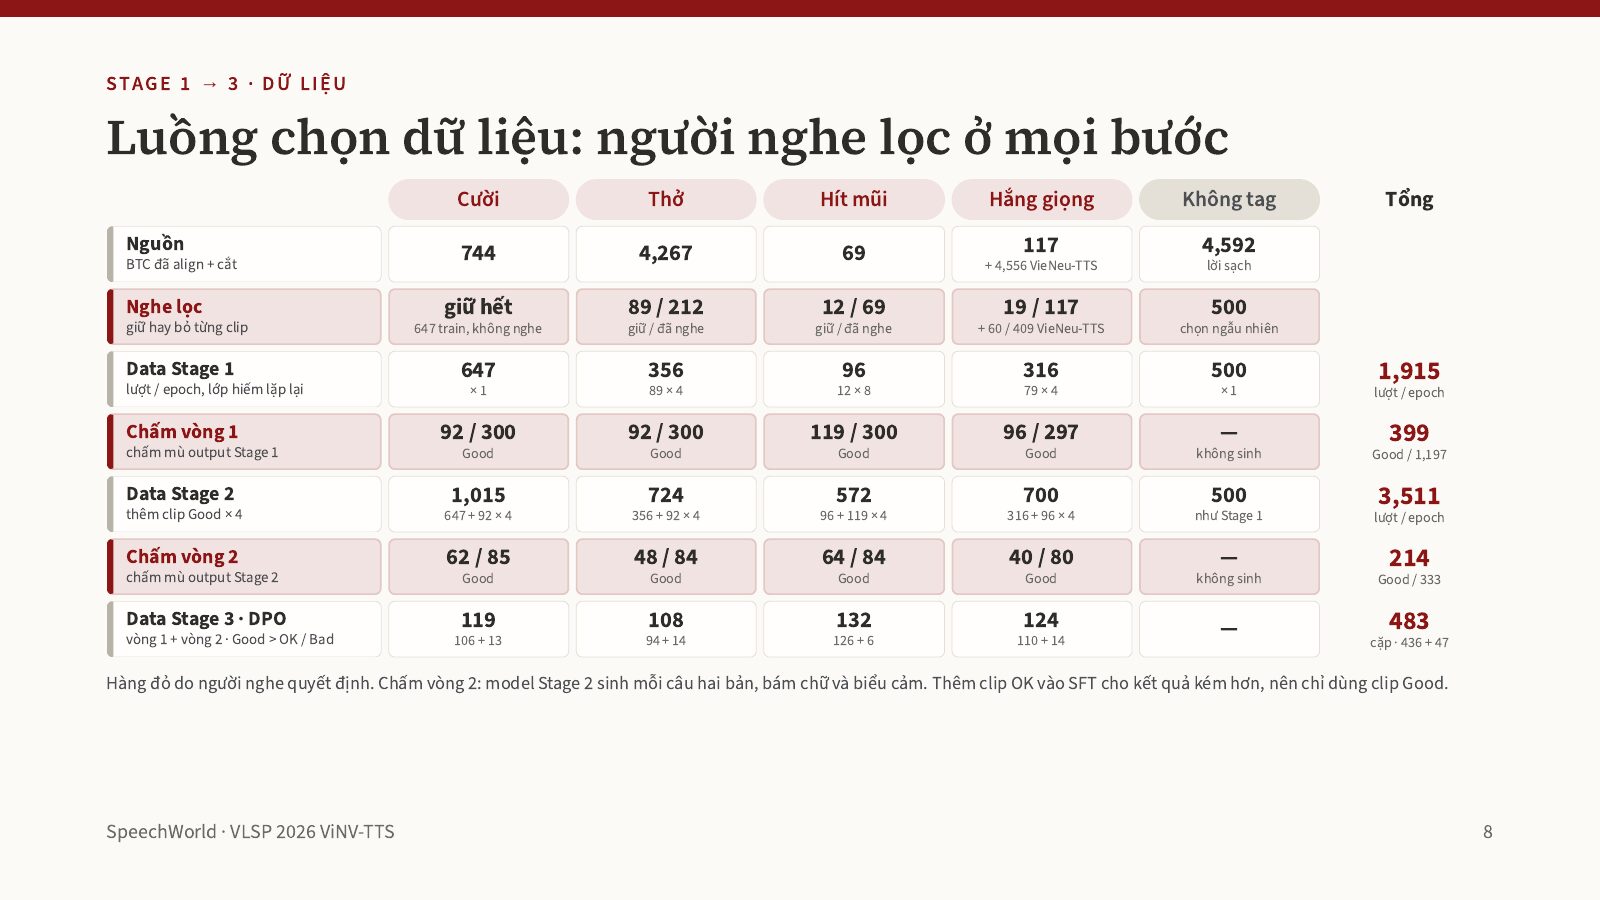 STAGE 1 → 3 · DỮ LIỆU
Luồng chọn dữ liệu: người nghe lọc ở mọi bước
Cười Thở Hít mũi Hắng giọng Không tag Tổng
Nguồn 744 4,267 69 117 4,592
BTC đã align + cắt + 4,556 VieNeu-TTS lời sạch
Nghe lọc giữ hết 89 / 212 12 / 69 19 / 117 500
giữ hay bỏ từng clip 647 train, không nghe giữ / đã nghe giữ / đã nghe + 60 / 409 VieNeu-TTS chọn ngẫu nhiên
Data Stage 1 647 356 96 316 500 1,915
lượt / epoch, lớp hiếm lặp lại × 1 89 × 4 12 × 8 79 × 4 × 1 lượt / epoch
Chấm vòng 1 92 / 300 92 / 300 119 / 300 96 / 297 — 399
chấm mù output Stage 1 Good Good Good Good không sinh Good / 1,197
Data Stage 2 1,015 724 572 700 500 3,511
thêm clip Good × 4 647 + 92 × 4 356 + 92 × 4 96 + 119 × 4 316 + 96 × 4 như Stage 1 lượt / epoch
Chấm vòng 2 62 / 85 48 / 84 64 / 84 40 / 80 — 214
chấm mù output Stage 2 Good Good Good Good không sinh Good / 333
Data Stage 3 · DPO 119 108 132 124 — 483
vòng 1 + vòng 2 · Good > OK / Bad 106 + 13 94 + 14 126 + 6 110 + 14 cặp · 436 + 47
Hàng đỏ do người nghe quyết định. Chấm vòng 2: model Stage 2 sinh mỗi câu hai bản, bám chữ và biểu cảm. Thêm clip OK vào SFT cho kết quả kém hơn, nên chỉ dùng clip Good.
SpeechWorld · VLSP 2026 ViNV-TTS 8